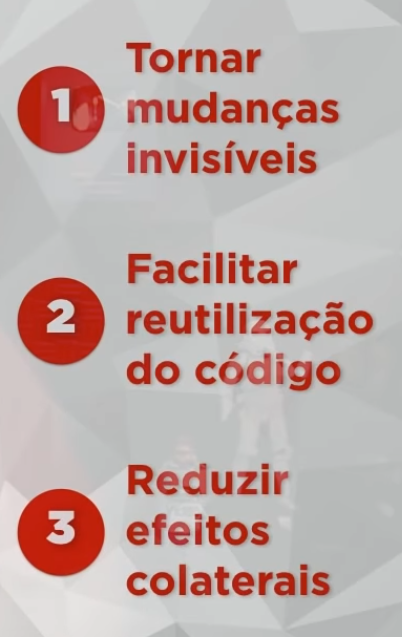 1
Tornar
mudanças
invisíveis
2
Facilitar
reutilização
do código
3
Reduzir
efeitos
colaterais